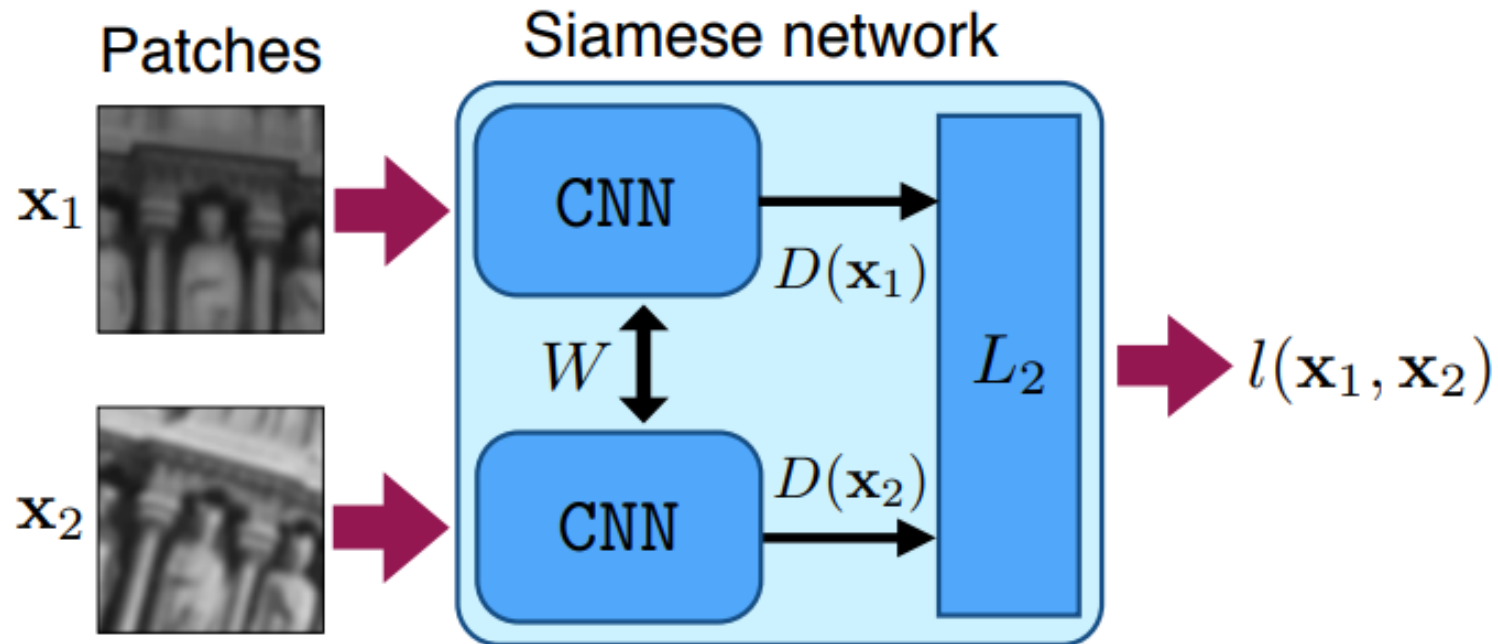 Patches
Siamese network
x₁
CNN
D(x₁)
W
L₂
l(x₁, x₂)
x₂
CNN
D(x₂)